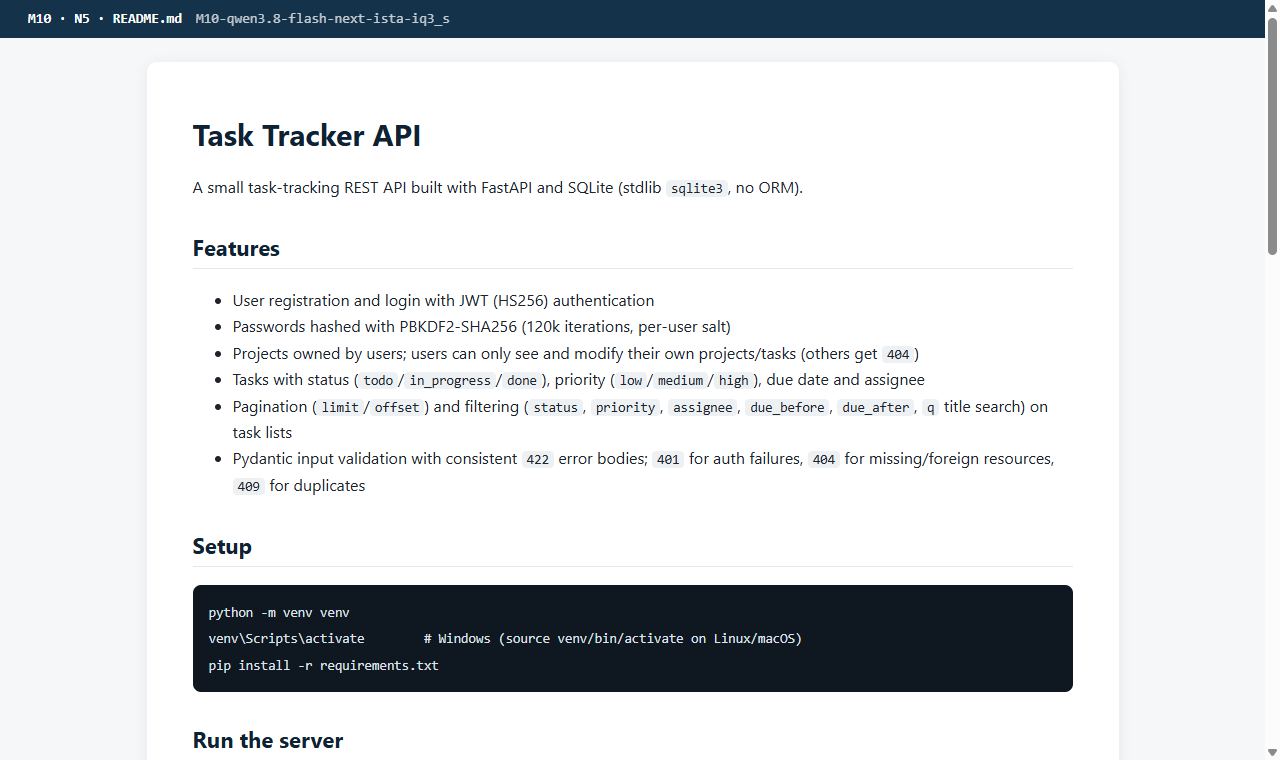 M10 · N5 · README.md M10-qwen3.8-flash-next-ista-iq3_s
Task Tracker API
A small task-tracking REST API built with FastAPI and SQLite (stdlib sqlite3, no ORM).
Features
• User registration and login with JWT (HS256) authentication
• Passwords hashed with PBKDF2-SHA256 (120k iterations, per-user salt)
• Projects owned by users; users can only see and modify their own projects/tasks (others get 404)
• Tasks with status (todo/in_progress/done), priority (low/medium/high), due date and assignee
• Pagination (limit/offset) and filtering (status, priority, assignee, due_before, due_after, q title search) on
task lists
• Pydantic input validation with consistent 422 error bodies; 401 for auth failures, 404 for missing/foreign resources,
409 for duplicates
Setup
python -m venv venv
venv\Scripts\activate # Windows (source venv/bin/activate on Linux/macOS)
pip install -r requirements.txt
Run the server